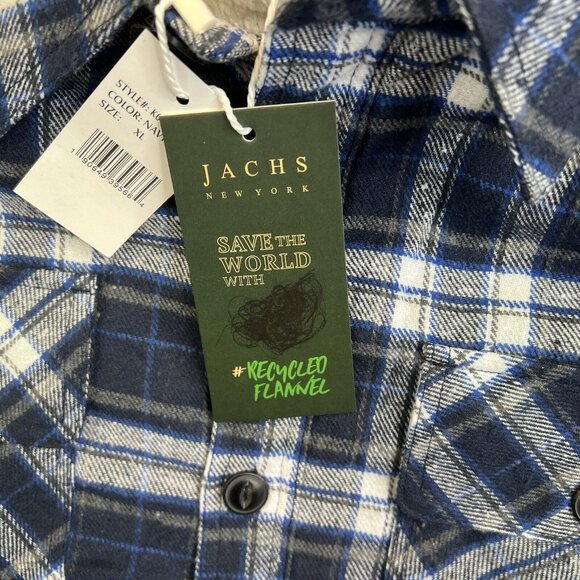 STYLE#:
COLOR: NAV
SIZE: XL
JACHS
NEW YORK
SAVE THE
WORLD
WITH
#RECYCLED
FLANNEL